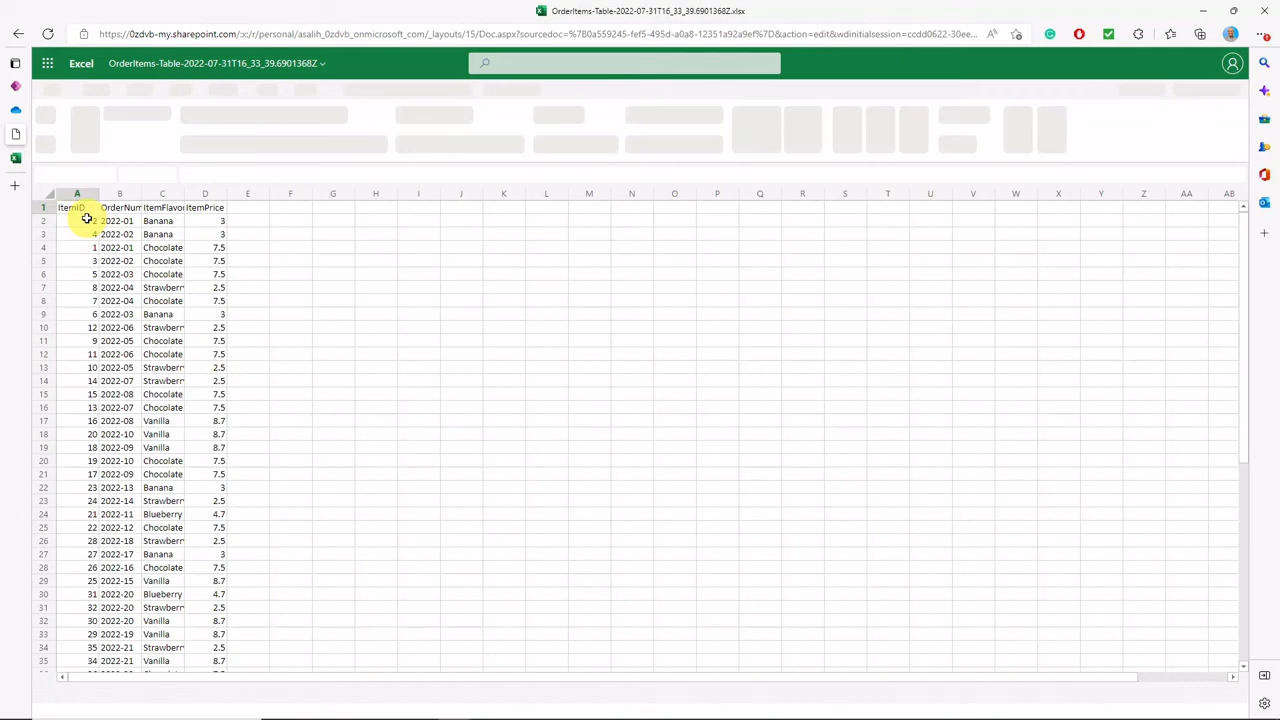 OrderItems-Table-2022-07-31T16_33_39.6901368Z.xlsx
https://0zdvb-my.sharepoint.com/:x:/r/personal/asalih_0zdvb_onmicrosoft_com/_layouts/15/Doc.aspx?sourcedoc=%7B0a559245-fef5-495d-a0a8-12351a92a9ef%7D&action=edit&wdinitialsession=ccdd0622-30ee...
Excel OrderItems-Table-2022-07-31T16_33_39.6901368Z
A B C D E F G H I J K L M N O P Q R S T U V W X Y Z AA AB
1 ItemID OrderNum ItemFlavor ItemPrice
2 2 2022-01 Banana 3
3 4 2022-02 Banana 3
4 1 2022-01 Chocolate 7.5
5 3 2022-02 Chocolate 7.5
6 5 2022-03 Chocolate 7.5
7 8 2022-04 Strawberry 2.5
8 7 2022-04 Chocolate 7.5
9 6 2022-03 Banana 3
10 12 2022-06 Strawberry 2.5
11 9 2022-05 Chocolate 7.5
12 11 2022-06 Chocolate 7.5
13 10 2022-05 Strawberry 2.5
14 14 2022-07 Strawberry 2.5
15 15 2022-08 Chocolate 7.5
16 13 2022-07 Chocolate 7.5
17 16 2022-08 Vanilla 8.7
18 20 2022-10 Vanilla 8.7
19 18 2022-09 Vanilla 8.7
20 19 2022-10 Chocolate 7.5
21 17 2022-09 Chocolate 7.5
22 23 2022-13 Banana 3
23 24 2022-14 Strawberry 2.5
24 21 2022-11 Blueberry 4.7
25 22 2022-12 Chocolate 7.5
26 28 2022-18 Strawberry 2.5
27 27 2022-17 Banana 3
28 26 2022-16 Chocolate 7.5
29 25 2022-15 Vanilla 8.7
30 31 2022-20 Blueberry 4.7
31 32 2022-20 Strawberry 2.5
32 30 2022-20 Vanilla 8.7
33 29 2022-19 Vanilla 8.7
34 35 2022-21 Strawberry 2.5
35 34 2022-21 Vanilla 8.7